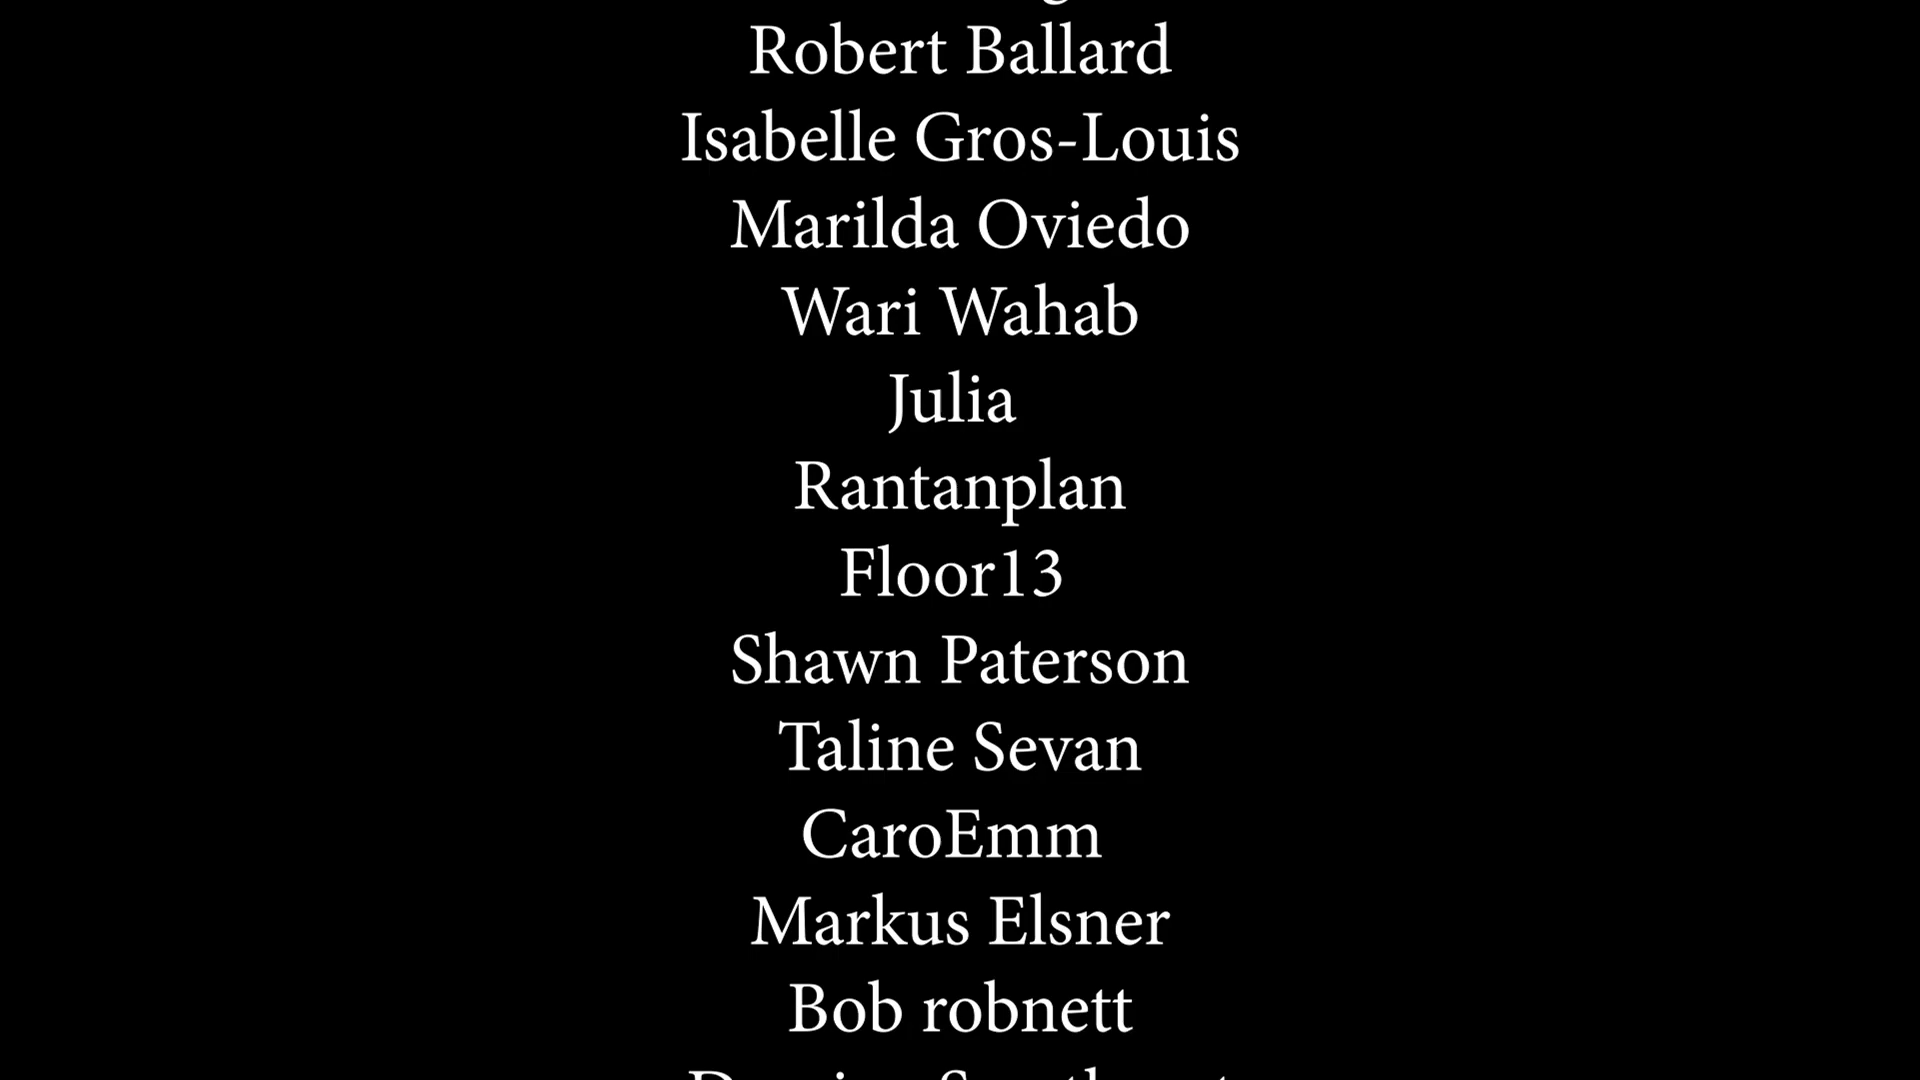 Robert Ballard
Isabelle Gros-Louis
Marilda Oviedo
Wari Wahab
Julia
Rantanplan
Floor13
Shawn Paterson
Taline Sevan
CaroEmm
Markus Elsner
Bob robnett